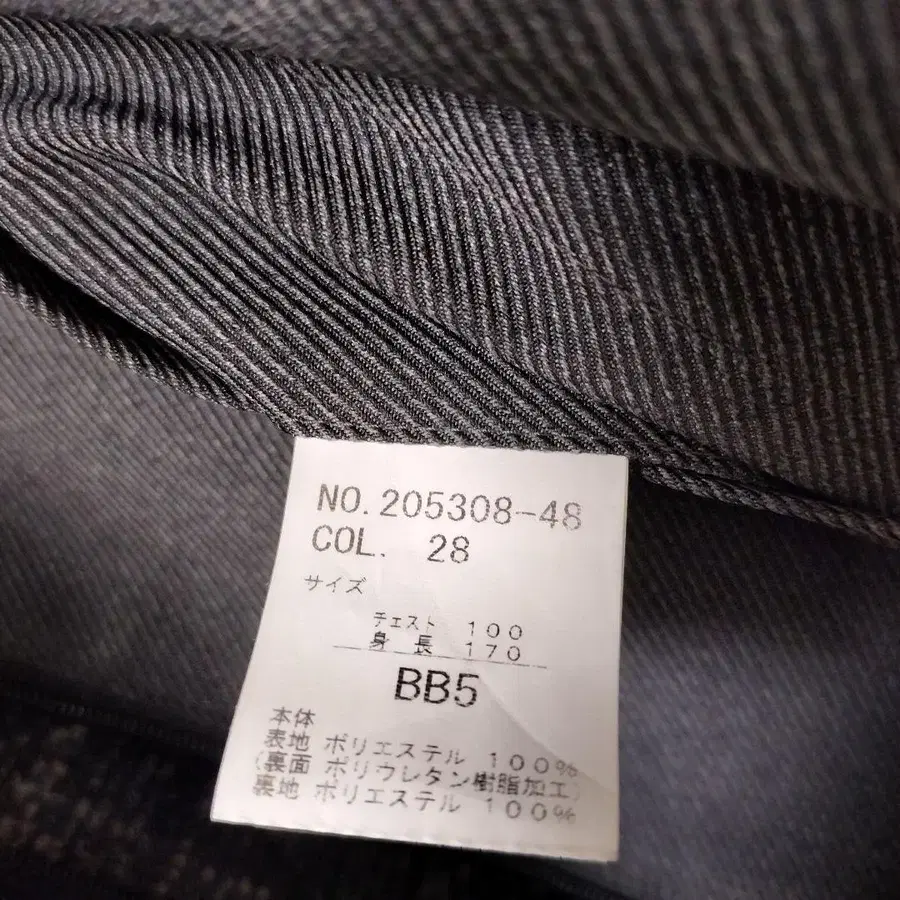 NO.205308-48
COL. 28
サイズ
チェスト 100
身 長 170
BB5
本体
表地 ポリエステル 100%
(裏面 ポリウレタン樹脂加工)
裏地 ポリエステル 100%